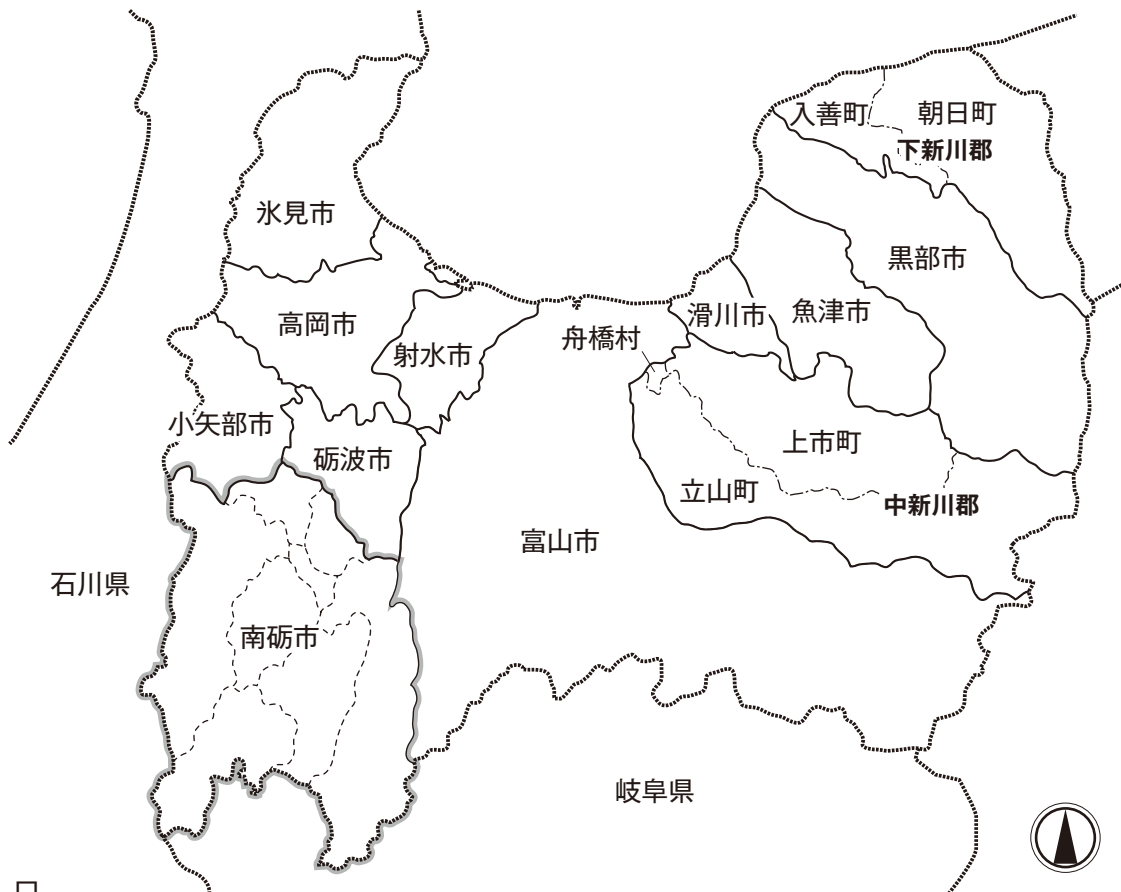 入善町
朝日町
下新川郡
氷見市
黒部市
高岡市
射水市
舟橋村
滑川市
魚津市
小矢部市
砺波市
上市町
立山町
中新川郡
富山市
石川県
南砺市
岐阜県